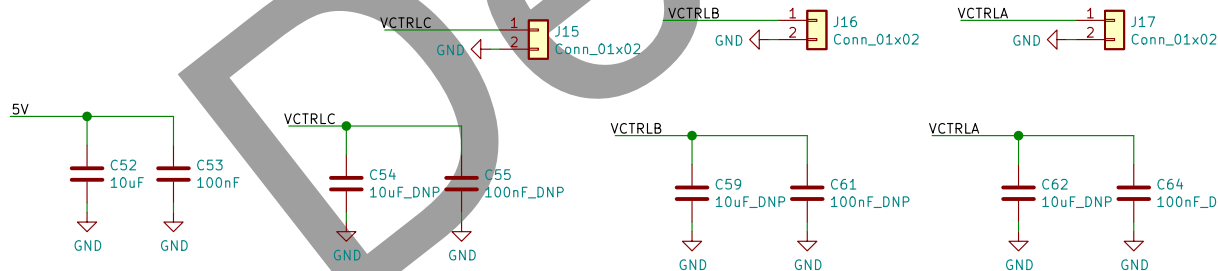 VCTRLC 1 J15
GND 2 Conn_01x02
VCTRLB 1 J16
GND 2 Conn_01x02
VCTRLA 1 J17
GND 2 Conn_01x02
5V
C52
10uF
GND
C53
100nF
GND
VCTRLC
C54
10uF_DNP
GND
C55
100nF_DNP
GND
VCTRLB
C59
10uF_DNP
GND
C61
100nF_DNP
GND
VCTRLA
C62
10uF_DNP
GND
C64
100nF_D
GND